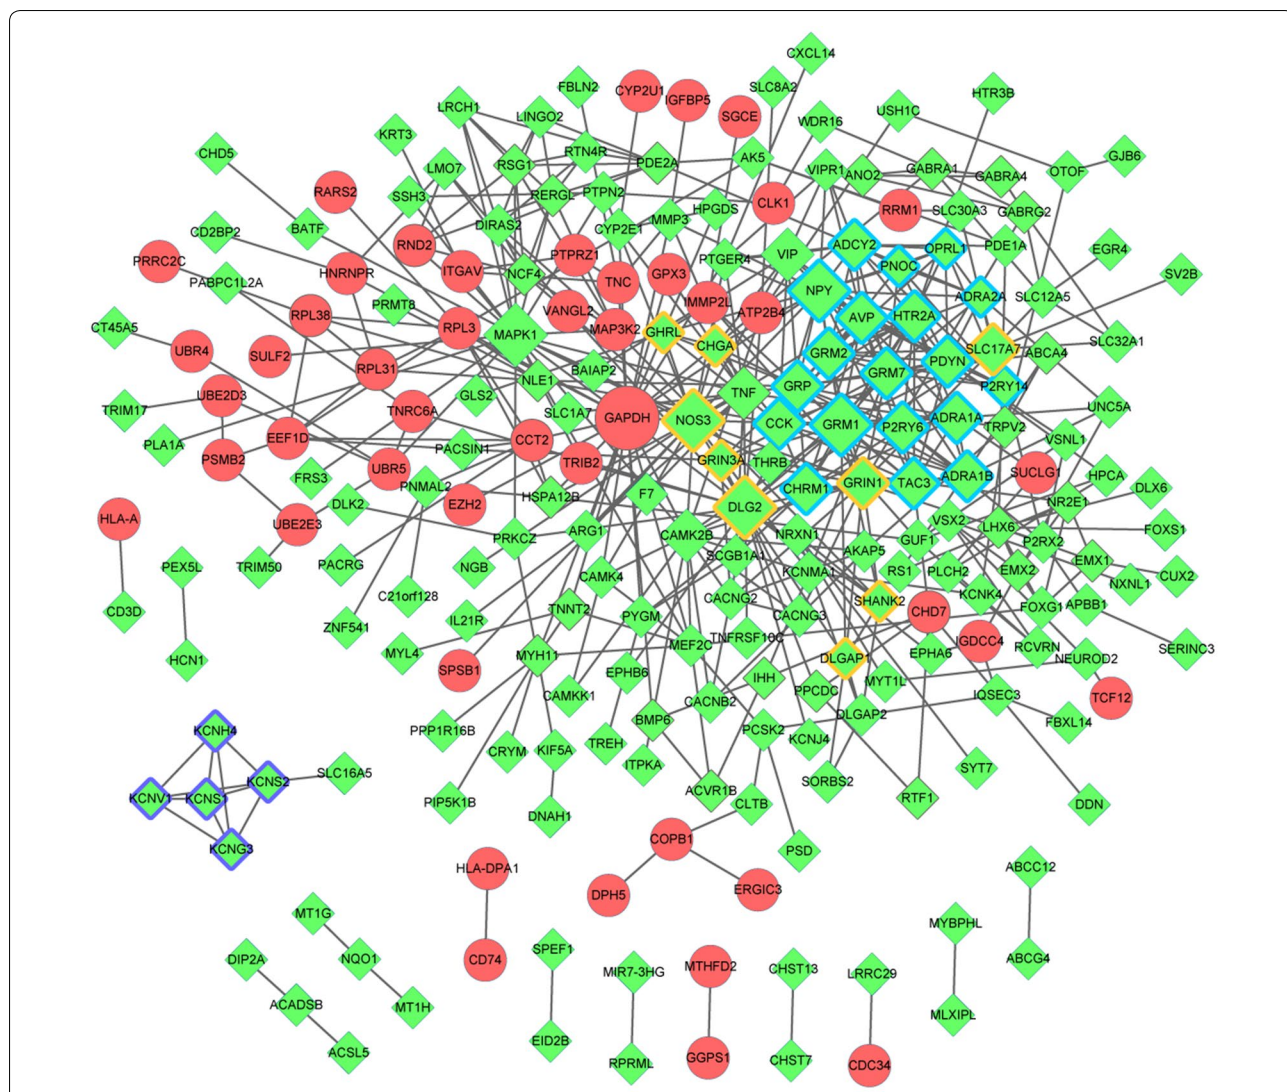 CXCL14
FBLN2
CYP2U1
SLC8A2
HTR3B
LRCH1
IGFBP5
LINGO2
SGCE
USH1C
WDR16
KRT3
CHD5
LMO7
RSG1
RTN4R
PDE2A
AK5
VIPR1
ANO2
GABRA1
GABRA4
OTOF
GJB6
RARS2
SSH3
RERGL
PTPN2
CLK1
RRM1
SLC30A3
GABRG2
CD2BP2
BATF
DIRAS2
CYP2E1
MMP3
HPGDS
RND2
PTPRZ1
PTGER4
VIP
ADCY2
OPRL1
PDE1A
EGR4
PRRC2C
PABPC1L2A
HNRNPR
ITGAV
NCF4
TNC
GPX3
PNOC
SV2B
PRMT8
NPY
ADRA2A
SLC12A5
CT45A5
RPL38
RPL3
MAPK1
VANGL2
MAP3K2
IMMP2L
ATP2B4
AVP
HTR2A
GHRL
CHGA
SLC17A7
SLC32A1
UBR4
SULF2
RPL31
NLE1
BAIAP2
GRM2
GRM7
PDYN
ABCA4
UBE2D3
GLS2
TNF
GRP
P2RY14
TRIM17
TNRC6A
SLC1A7
GAPDH
NOS3
CCK
GRM1
P2RY6
ADRA1A
TRPV2
UNC5A
PLA1A
EEF1D
PACSIN1
CCT2
VSNL1
PSMB2
UBR5
TRIB2
GRIN3A
THRB
SUCLG1
HPCA
FRS3
PNMAL2
CHRM1
GRIN1
TAC3
ADRA1B
DLX6
HLA-A
DLK2
EZH2
HSPA12B
F7
DLG2
NR2E1
UBE2E3
PRKCZ
ARG1
CAMK2B
NRXN1
VSX2
LHX6
FOXS1
PEX5L
TRIM50
PACRG
NGB
SCGB1A1
AKAP5
GUF1
P2RX2
CAMK4
KCNMA1
RS1
PLCH2
EMX2
EMX1
NXNL1
CUX2
CD3D
C21orf128
CACNG2
SHANK2
KCNK4
ZNF541
IL21R
TNNT2
PYGM
CACNG3
CHD7
FOXG1
APBB1
HCN1
MYL4
SPSB1
MYH11
MEF2C
TNFRSF10C
DLGAP1
EPHA6
IGDCC4
RCVRN
NEUROD2
SERINC3
CAMKK1
EPHB6
IHH
PPCDC
MYT1L
IQSEC3
TCF12
KCNH4
PPP1R16B
BMP6
CACNB2
DLGAP2
FBXL14
CRYM
KIF5A
TREH
PCSK2
KCNJ4
KCNS2
SLC16A5
ITPKA
SYT7
KCNV1
KCNS1
PIP5K1B
ACVR1B
SORBS2
RTF1
DDN
DNAH1
CLTB
KCNG3
COPB1
PSD
HLA-DPA1
DPH5
ERGIC3
ABCC12
MT1G
MYBPHL
DIP2A
NQO1
CD74
SPEF1
MIR7-3HG
MTHFD2
CHST13
LRRC29
ABCG4
ACADSB
MT1H
MLXIPL
ACSL5
EID2B
RPRML
GGPS1
CHST7
CDC34